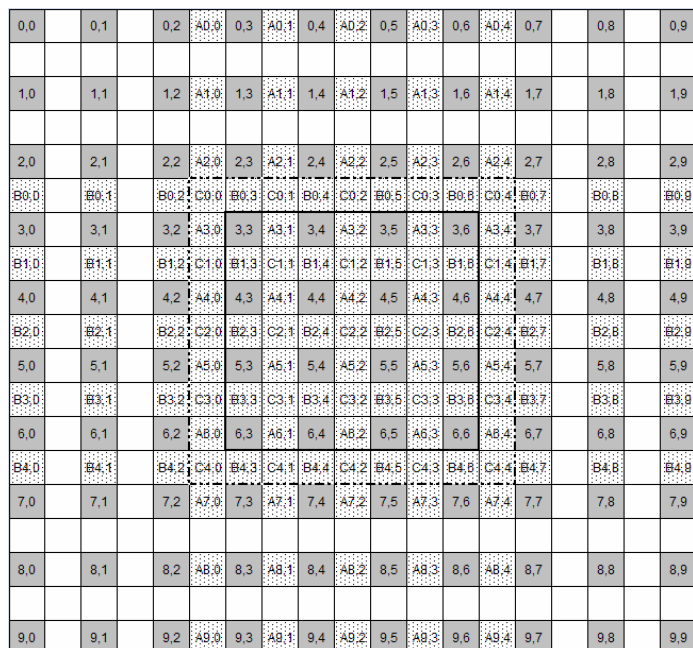 0,0 0,1 0,2 A0,0 0,3 A0,1 0,4 A0,2 0,5 A0,3 0,6 A0,4 0,7 0,8 0,9
1,0 1,1 1,2 A1,0 1,3 A1,1 1,4 A1,2 1,5 A1,3 1,6 A1,4 1,7 1,8 1,9
2,0 2,1 2,2 A2,0 2,3 A2,1 2,4 A2,2 2,5 A2,3 2,6 A2,4 2,7 2,8 2,9
B0,0 B0,1 B0,2 C0,0 B0,3 C0,1 B0,4 C0,2 B0,5 C0,3 B0,6 C0,4 B0,7 B0,8 B0,9
3,0 3,1 3,2 A3,0 3,3 A3,1 3,4 A3,2 3,5 A3,3 3,6 A3,4 3,7 3,8 3,9
B1,0 B1,1 B1,2 C1,0 B1,3 C1,1 B1,4 C1,2 B1,5 C1,3 B1,6 C1,4 B1,7 B1,8 B1,9
4,0 4,1 4,2 A4,0 4,3 A4,1 4,4 A4,2 4,5 A4,3 4,6 A4,4 4,7 4,8 4,9
B2,0 B2,1 B2,2 C2,0 B2,3 C2,1 B2,4 C2,2 B2,5 C2,3 B2,6 C2,4 B2,7 B2,8 B2,9
5,0 5,1 5,2 A5,0 5,3 A5,1 5,4 A5,2 5,5 A5,3 5,6 A5,4 5,7 5,8 5,9
B3,0 B3,1 B3,2 C3,0 B3,3 C3,1 B3,4 C3,2 B3,5 C3,3 B3,6 C3,4 B3,7 B3,8 B3,9
6,0 6,1 6,2 A6,0 6,3 A6,1 6,4 A6,2 6,5 A6,3 6,6 A6,4 6,7 6,8 6,9
B4,0 B4,1 B4,2 C4,0 B4,3 C4,1 B4,4 C4,2 B4,5 C4,3 B4,6 C4,4 B4,7 B4,8 B4,9
7,0 7,1 7,2 A7,0 7,3 A7,1 7,4 A7,2 7,5 A7,3 7,6 A7,4 7,7 7,8 7,9
8,0 8,1 8,2 A8,0 8,3 A8,1 8,4 A8,2 8,5 A8,3 8,6 A8,4 8,7 8,8 8,9
9,0 9,1 9,2 A9,0 9,3 A9,1 9,4 A9,2 9,5 A9,3 9,6 A9,4 9,7 9,8 9,9